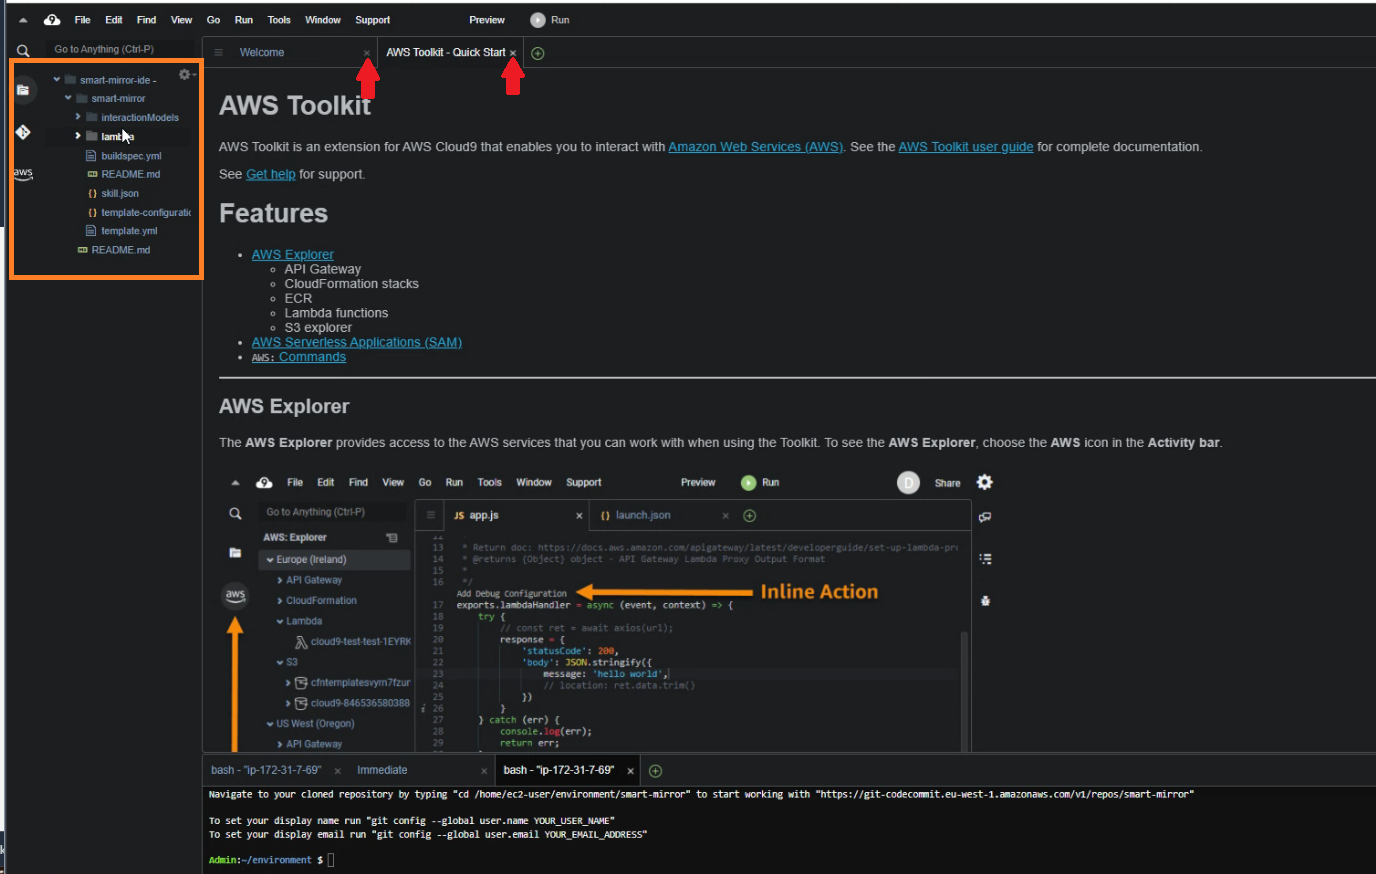 File Edit Find View Go Run Tools Window Support Preview Run
Go to Anything (Ctrl-P)
Welcome × AWS Toolkit - Quick Start ×
smart-mirror-ide -
smart-mirror
interactionModels
lambda
buildspec.yml
README.md
skill.json
template-configuratic
template.yml
README.md
aws
AWS Toolkit
AWS Toolkit is an extension for AWS Cloud9 that enables you to interact with Amazon Web Services (AWS). See the AWS Toolkit user guide for complete documentation.
See Get help for support.
Features
• AWS Explorer
○ API Gateway
○ CloudFormation stacks
○ ECR
○ Lambda functions
○ S3 explorer
• AWS Serverless Applications (SAM)
• AWS: Commands
AWS Explorer
The AWS Explorer provides access to the AWS services that you can work with when using the Toolkit. To see the AWS Explorer, choose the AWS icon in the Activity bar.
File Edit Find View Go Run Tools Window Support Preview Run D Share
Go to Anything (Ctrl-P)
JS app.js × {} launch.json ×
AWS: Explorer
Europe (Ireland)
API Gateway
CloudFormation
Lambda
cloud9-test-test-1EYRK
S3
cfntemplatesvym7fzur
cloud9-846536580388
US West (Oregon)
API Gateway
aws
13 * Return doc: https://docs.aws.amazon.com/apigateway/latest/developerguide/set-up-lambda-pr
14 * @returns {Object} object - API Gateway Lambda Proxy Output Format
15 *
16 */
Add Debug Configuration
Inline Action
17 exports.lambdaHandler = async (event, context) => {
18 try {
19 // const ret = await axios(url);
20 response = {
21 'statusCode': 200,
22 'body': JSON.stringify({
23 message: 'hello world',
24 // location: ret.data.trim()
25 })
26 }
27 } catch (err) {
28 console.log(err);
29 return err;
bash - "ip-172-31-7-69" × Immediate × bash - "ip-172-31-7-69" ×
Navigate to your cloned repository by typing "cd /home/ec2-user/environment/smart-mirror" to start working with "https://git-codecommit.eu-west-1.amazonaws.com/v1/repos/smart-mirror"
To set your display name run "git config --global user.name YOUR_USER_NAME"
To set your display email run "git config --global user.email YOUR_EMAIL_ADDRESS"
Admin:~/environment $